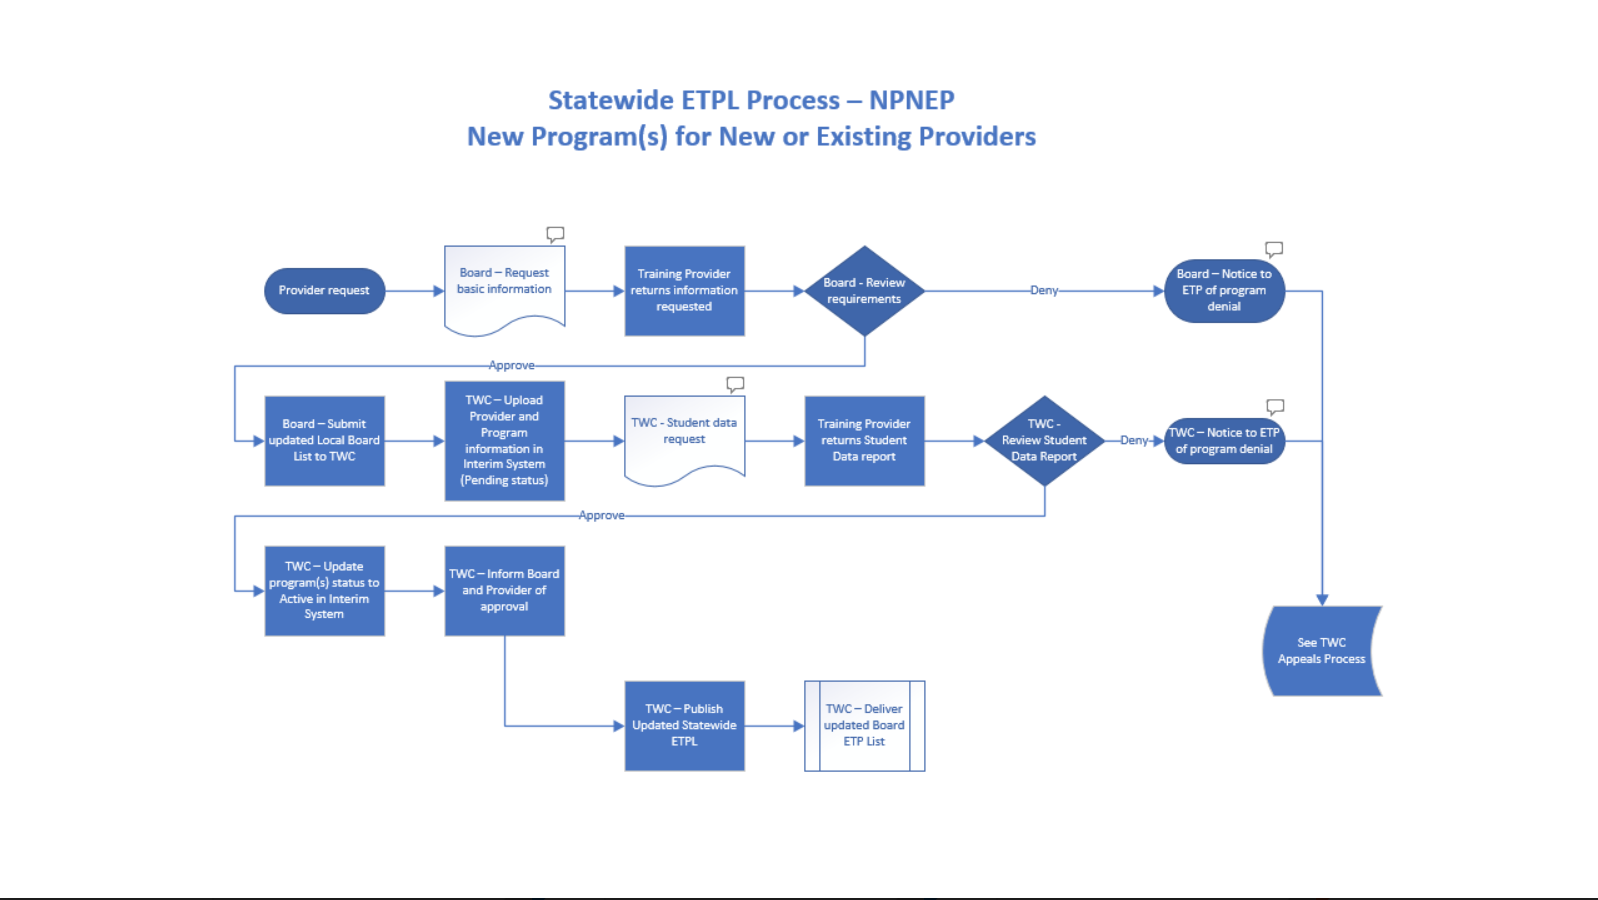 Statewide ETPL Process – NPNEP
New Program(s) for New or Existing Providers
Provider request
Board – Request
basic information
Training Provider
returns information
requested
Board - Review
requirements
Deny
Board – Notice to
ETP of program
denial
Approve
Board – Submit
updated Local Board
List to TWC
TWC – Upload
Provider and
Program
information in
Interim System
(Pending status)
TWC - Student data
request
Training Provider
returns Student
Data report
TWC -
Review Student
Data Report
Deny
TWC – Notice to ETP
of program denial
Approve
TWC – Update
program(s) status to
Active in Interim
System
TWC – Inform Board
and Provider of
approval
See TWC
Appeals Process
TWC – Publish
Updated Statewide
ETPL
TWC – Deliver
updated Board
ETP List